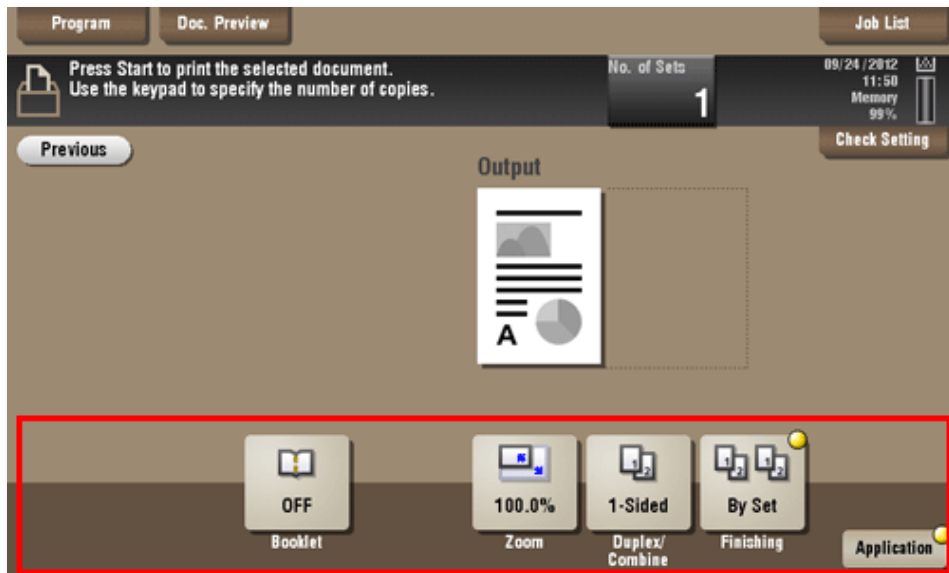 Program
Doc. Preview
Job List
Press Start to print the selected document.
Use the keypad to specify the number of copies.
No. of Sets
1
09/24/2012
11:50
Memory
99%
Previous
Check Setting
Output
A
OFF
100.0%
1-Sided
By Set
Booklet
Zoom
Duplex/
Combine
Finishing
Application